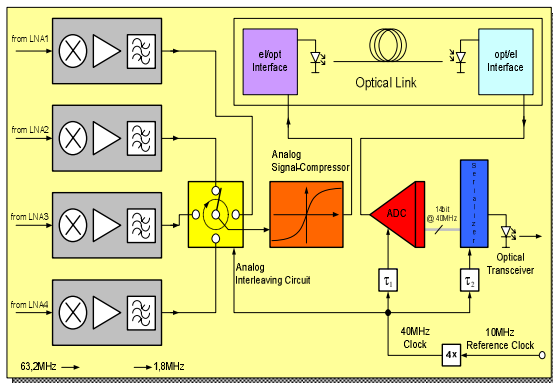 from LNA1
from LNA2
from LNA3
from LNA4
63,2MHz
1,8MHz
el/opt
Interface
Optical Link
opt/el
Interface
Analog
Signal-Compressor
Analog
Interleaving Circuit
ADC
14bit
@ 40MHz
Serializer
Optical
Transceiver
τ1
τ2
40MHz
Clock
4x
10MHz
Reference Clock